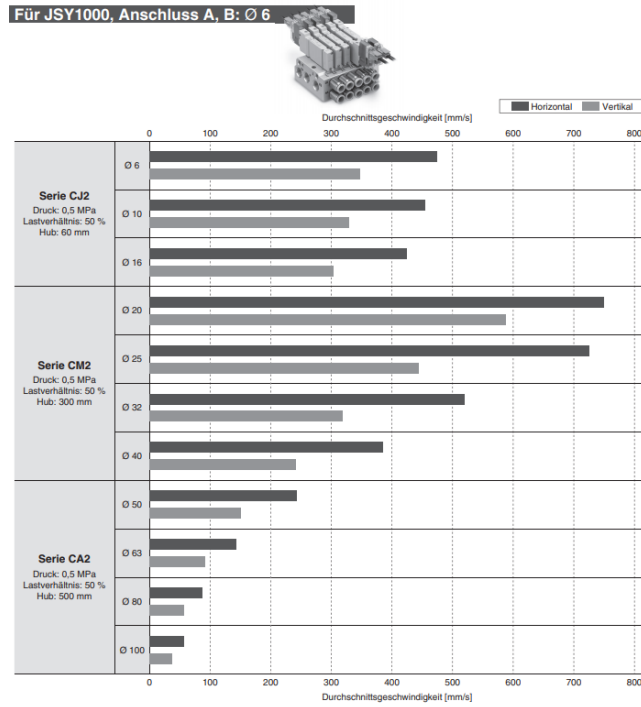 Für JSY1000, Anschluss A, B: Ø 6
Horizontal Vertikal
Durchschnittsgeschwindigkeit [mm/s]
0 100 200 300 400 500 600 700 800
Serie CJ2
Druck: 0,5 MPa
Lastverhältnis: 50 %
Hub: 60 mm
Ø 6
Ø 10
Ø 16
Serie CM2
Druck: 0,5 MPa
Lastverhältnis: 50 %
Hub: 300 mm
Ø 20
Ø 25
Ø 32
Ø 40
Serie CA2
Druck: 0,5 MPa
Lastverhältnis: 50 %
Hub: 500 mm
Ø 50
Ø 63
Ø 80
Ø 100
0 100 200 300 400 500 600 700 800
Durchschnittsgeschwindigkeit [mm/s]